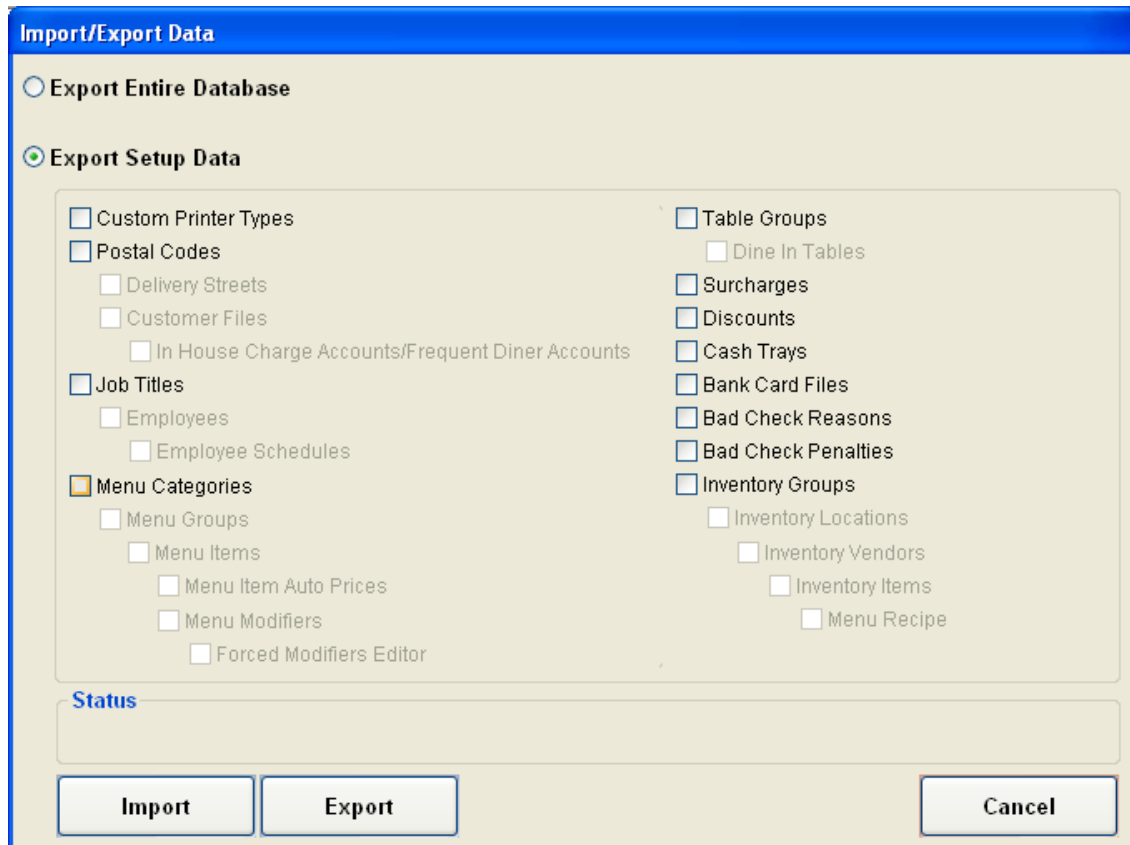 Import/Export Data
Export Entire Database
Export Setup Data
Custom Printer Types
Postal Codes
Delivery Streets
Customer Files
In House Charge Accounts/Frequent Diner Accounts
Job Titles
Employees
Employee Schedules
Menu Categories
Menu Groups
Menu Items
Menu Item Auto Prices
Menu Modifiers
Forced Modifiers Editor
Table Groups
Dine In Tables
Surcharges
Discounts
Cash Trays
Bank Card Files
Bad Check Reasons
Bad Check Penalties
Inventory Groups
Inventory Locations
Inventory Vendors
Inventory Items
Menu Recipe
Status
Import Export Cancel